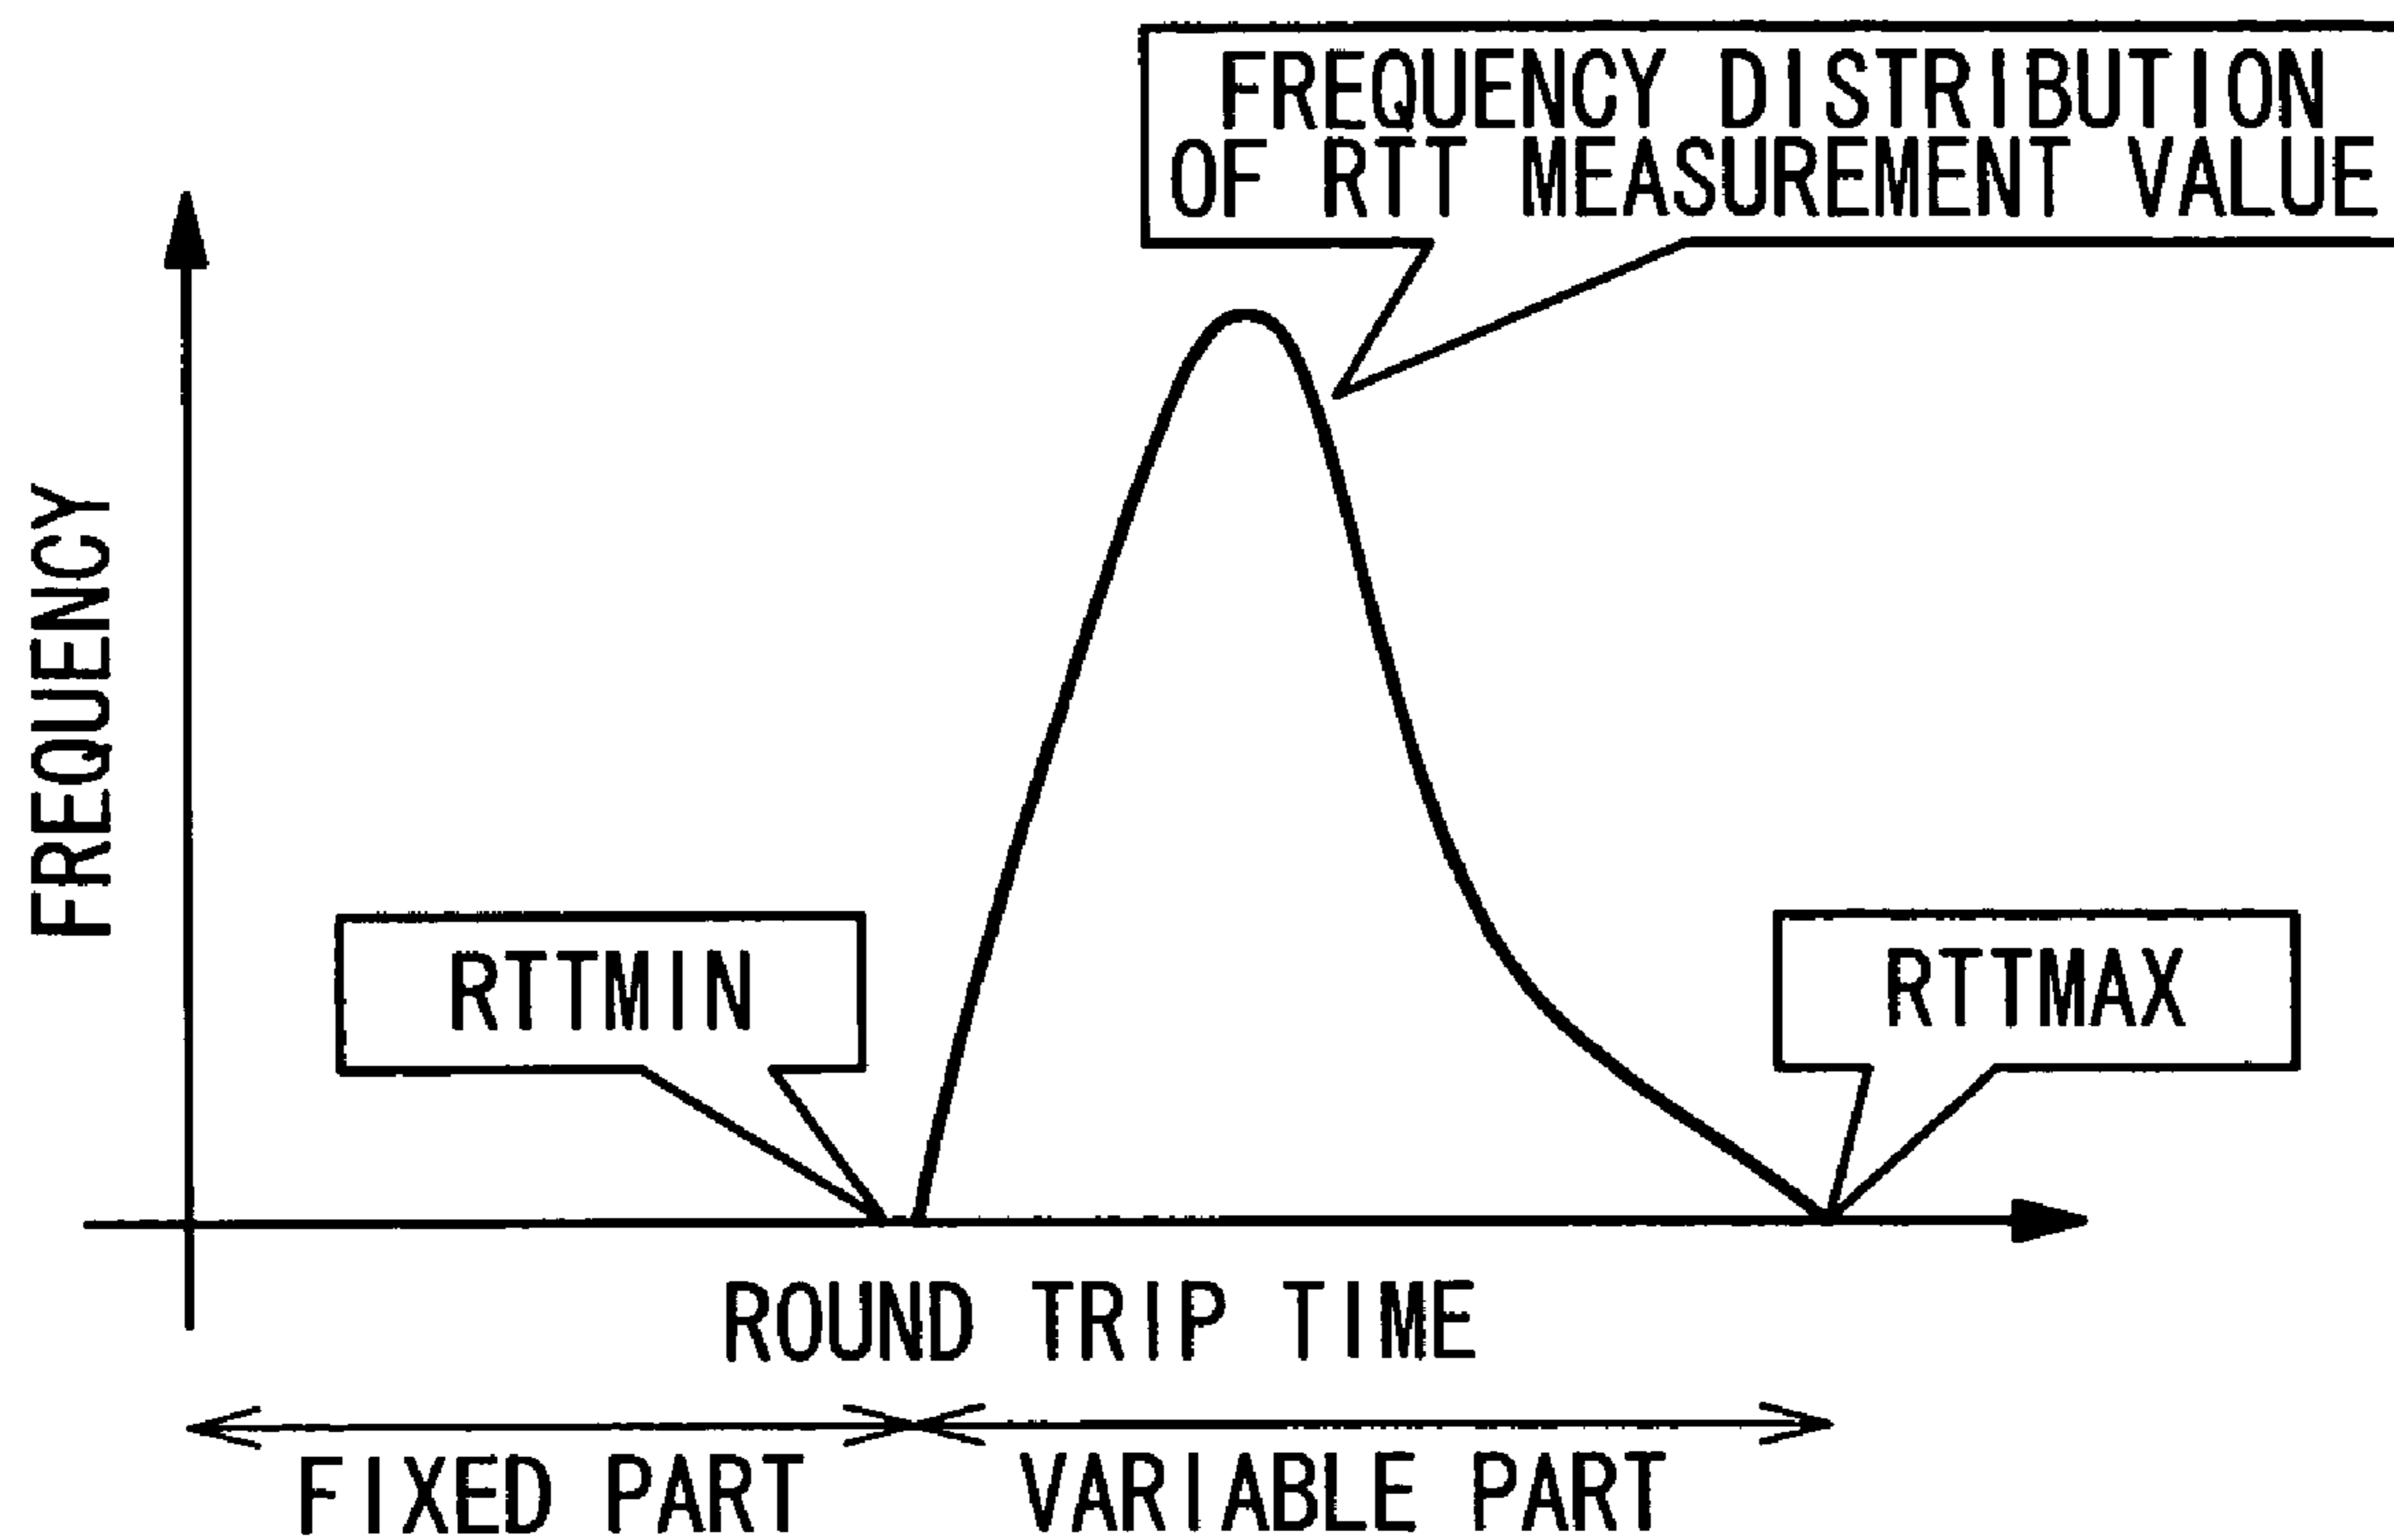 FREQUENCY DISTRIBUTION
OF RTT MEASUREMENT VALUE
FREQUENCY
RTTMIN
RTTMAX
ROUND TRIP TIME
FIXED PART
VARIABLE PART